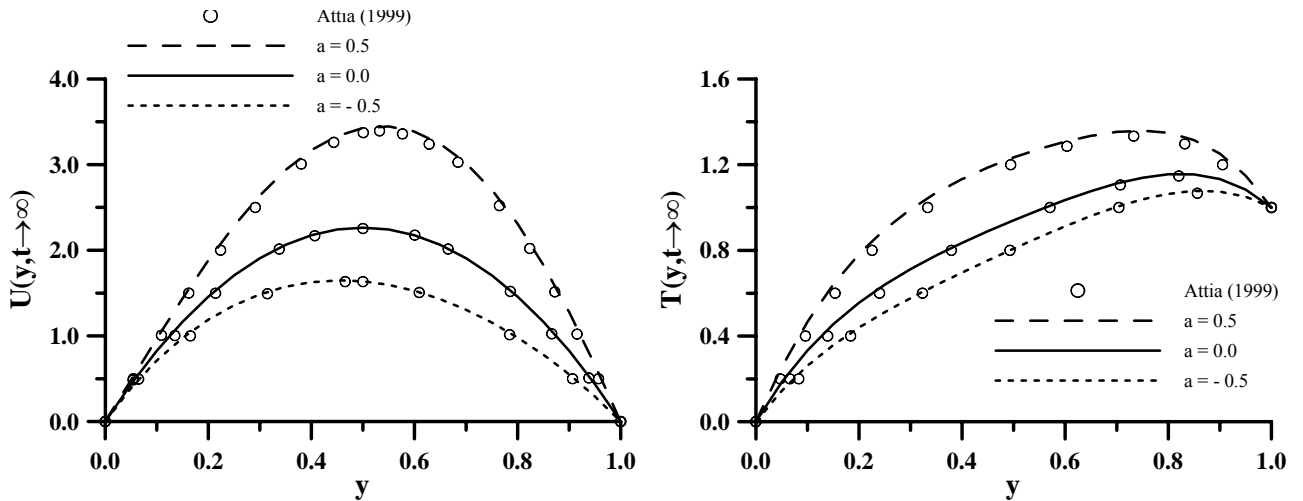 Attia (1999)
a = 0.5
a = 0.0
a = - 0.5
4.0
3.0
2.0
1.0
0.0
U(y,t→∞)
0.0 0.2 0.4 0.6 0.8 1.0
y
1.6
1.2
0.8
0.4
0.0
T(y,t→∞)
Attia (1999)
a = 0.5
a = 0.0
a = - 0.5
0.0 0.2 0.4 0.6 0.8 1.0
y